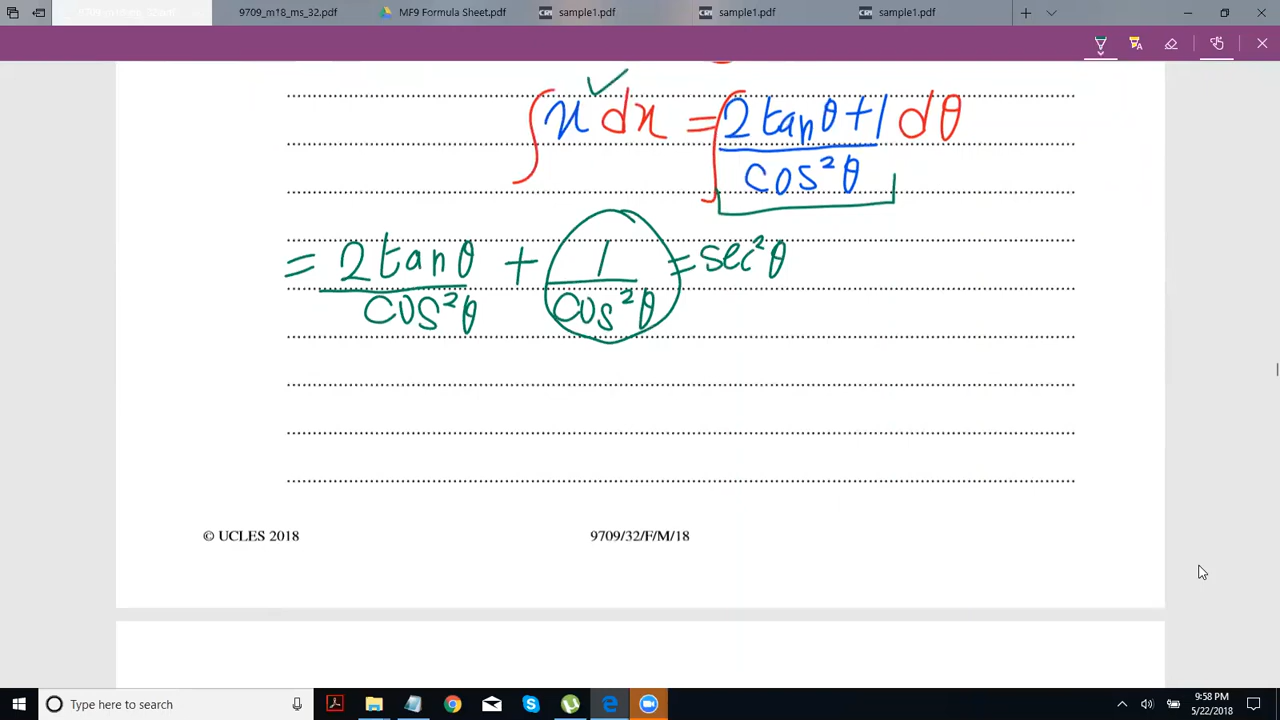 9709_m18_ms_32.pdf MF9 Formula Sheet.pdf sample1.pdf sample1.pdf sample1.pdf
∫ x dx = ∫ (2tanθ+1)/(cos²θ) dθ
= 2tanθ/cos²θ + 1/cos²θ = sec²θ
© UCLES 2018 9709/32/F/M/18
Type here to search
9:58 PM
5/22/2018